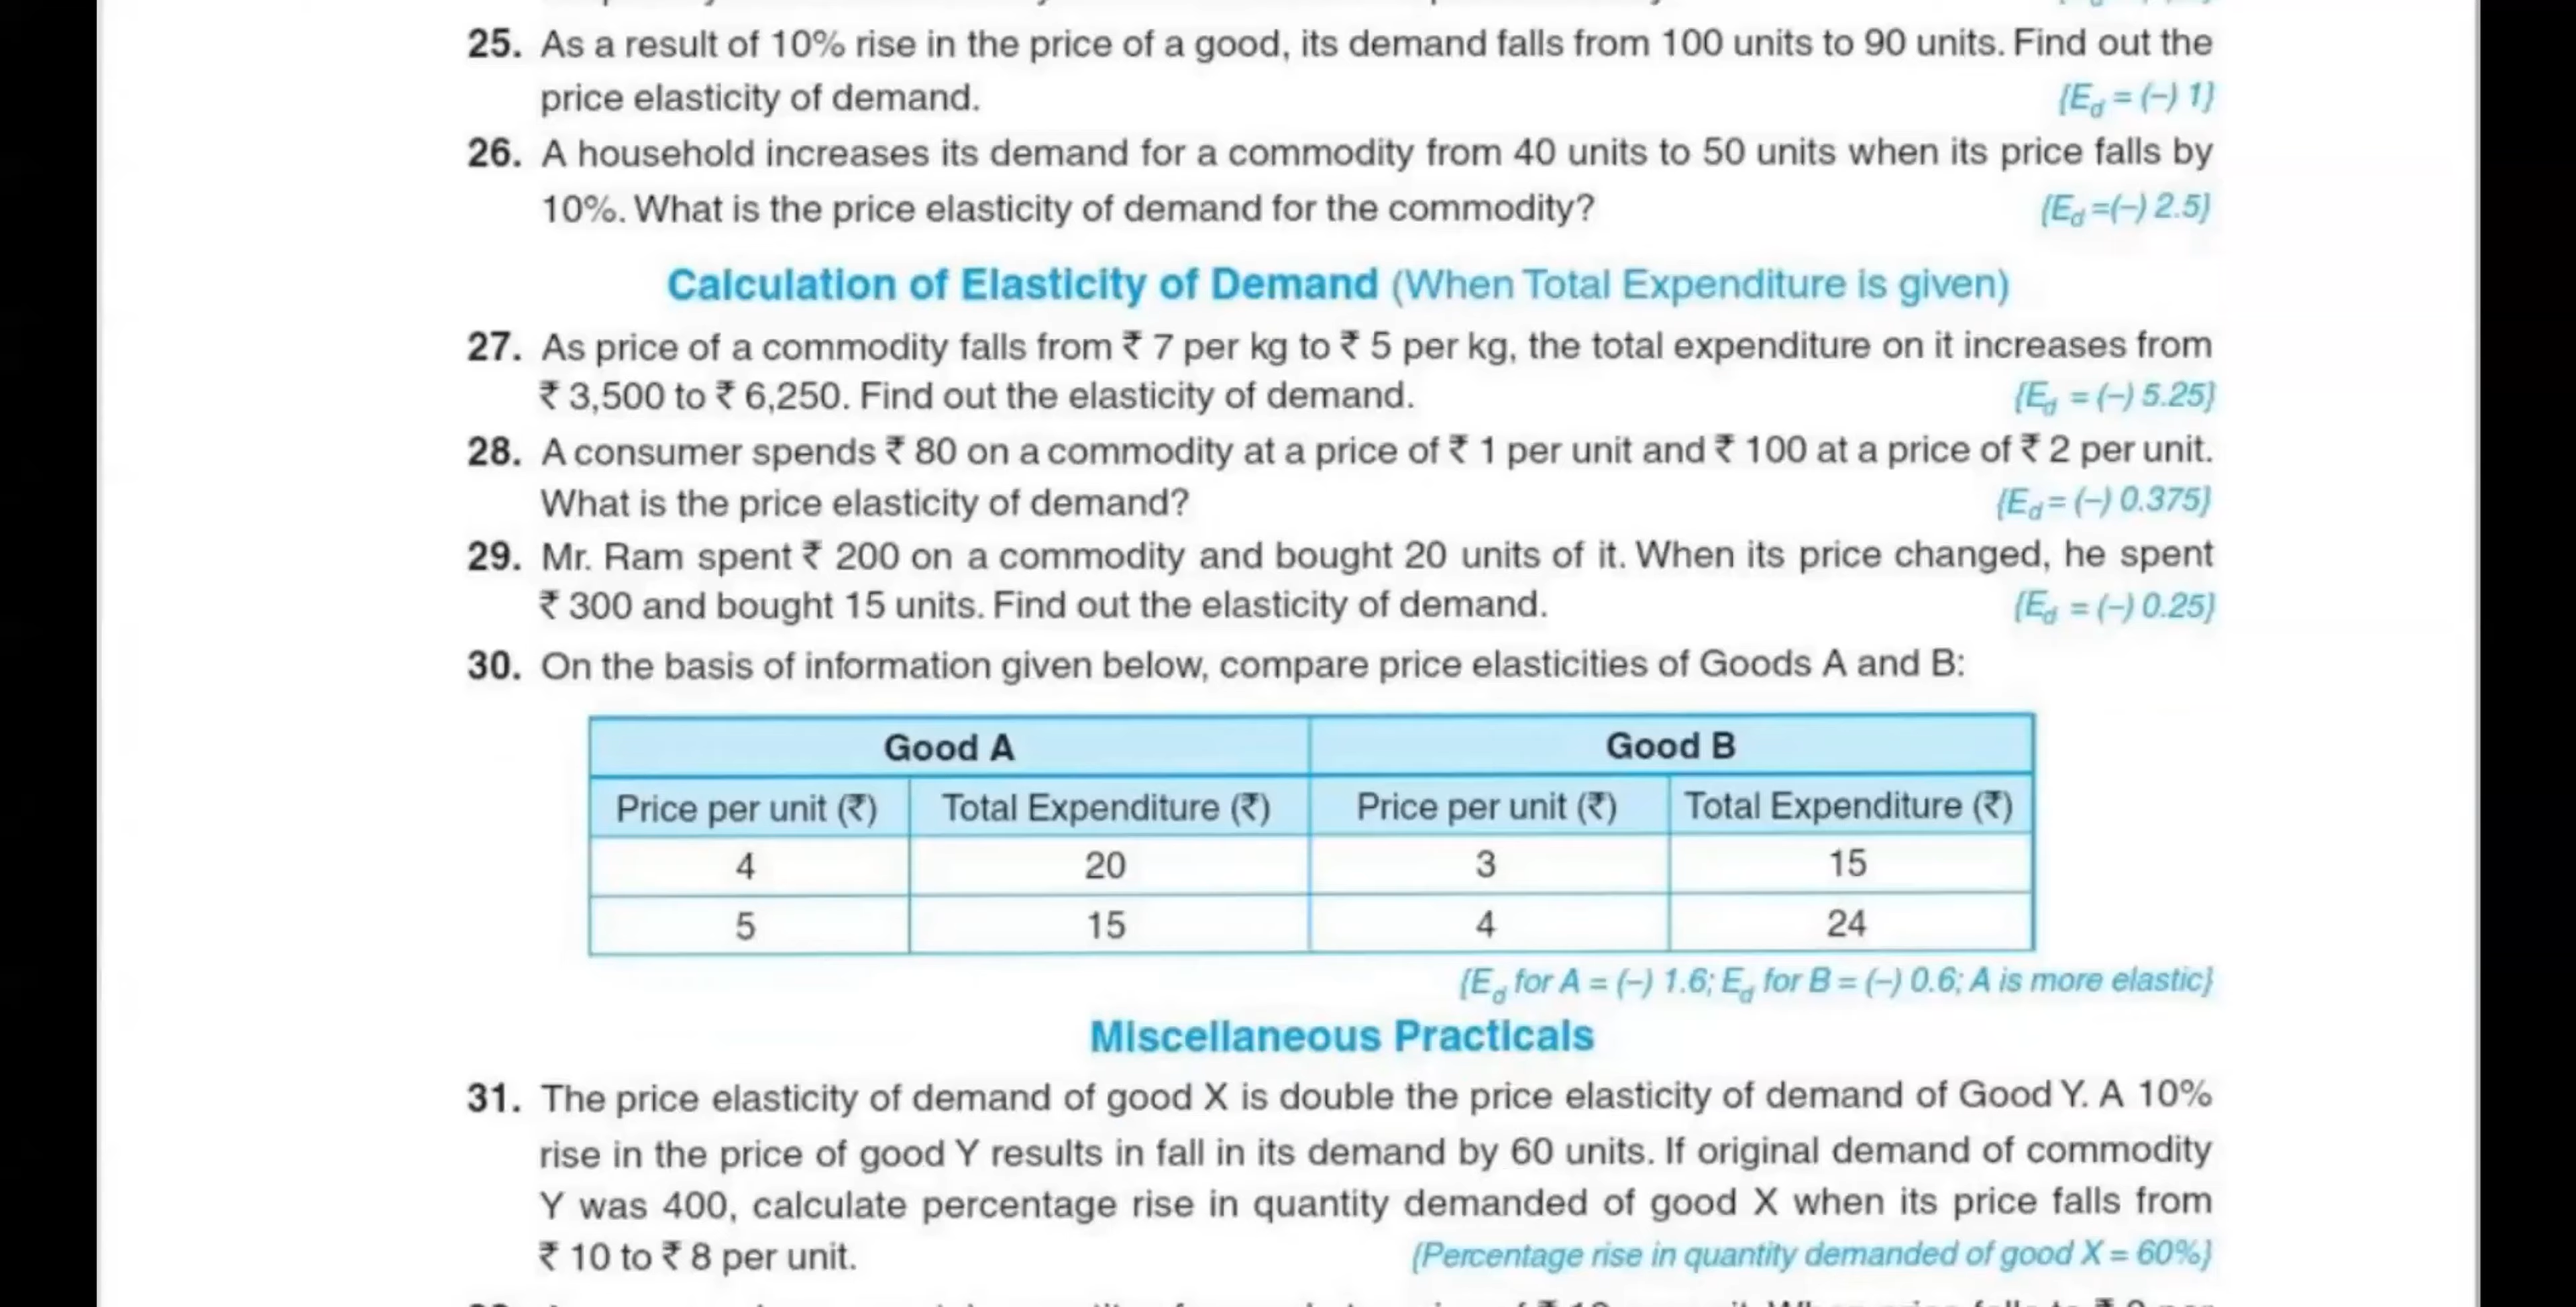 25. As a result of 10% rise in the price of a good, its demand falls from 100 units to 90 units. Find out the
price elasticity of demand. {Ed = (–) 1}
26. A household increases its demand for a commodity from 40 units to 50 units when its price falls by
10%. What is the price elasticity of demand for the commodity? {Ed =(–) 2.5}
Calculation of Elasticity of Demand (When Total Expenditure is given)
27. As price of a commodity falls from ₹ 7 per kg to ₹ 5 per kg, the total expenditure on it increases from
₹ 3,500 to ₹ 6,250. Find out the elasticity of demand. {Ed = (–) 5.25}
28. A consumer spends ₹ 80 on a commodity at a price of ₹ 1 per unit and ₹ 100 at a price of ₹ 2 per unit.
What is the price elasticity of demand? {Ed = (–) 0.375}
29. Mr. Ram spent ₹ 200 on a commodity and bought 20 units of it. When its price changed, he spent
₹ 300 and bought 15 units. Find out the elasticity of demand. {Ed = (–) 0.25}
30. On the basis of information given below, compare price elasticities of Goods A and B:
Good A Good B
Price per unit (₹) Total Expenditure (₹) Price per unit (₹) Total Expenditure (₹)
4 20 3 15
5 15 4 24
{Ed for A = (–) 1.6; Ed for B = (–) 0.6; A is more elastic}
Miscellaneous Practicals
31. The price elasticity of demand of good X is double the price elasticity of demand of Good Y. A 10%
rise in the price of good Y results in fall in its demand by 60 units. If original demand of commodity
Y was 400, calculate percentage rise in quantity demanded of good X when its price falls from
₹ 10 to ₹ 8 per unit. {Percentage rise in quantity demanded of good X = 60%}